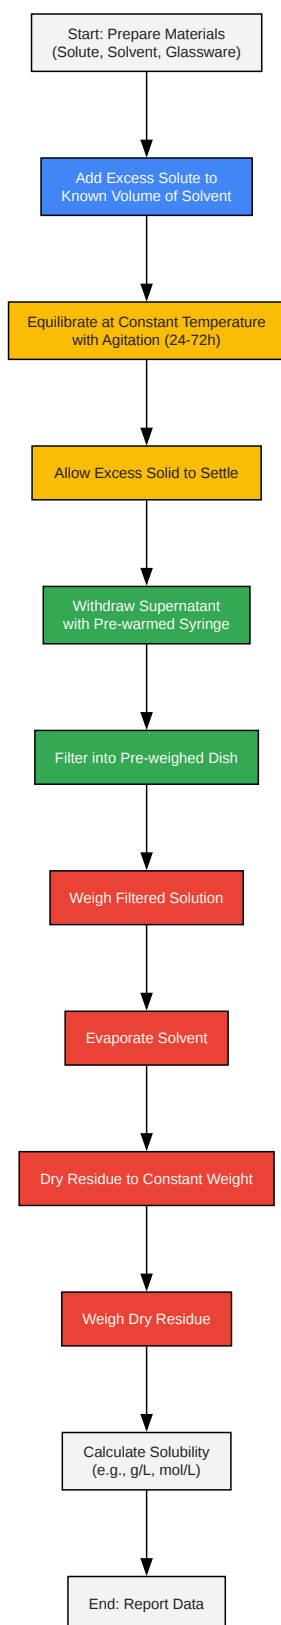 Start: Prepare Materials
(Solute, Solvent, Glassware)
Add Excess Solute to
Known Volume of Solvent
Equilibrate at Constant Temperature
with Agitation (24-72h)
Allow Excess Solid to Settle
Withdraw Supernatant
with Pre-warmed Syringe
Filter into Pre-weighed Dish
Weigh Filtered Solution
Evaporate Solvent
Dry Residue to Constant Weight
Weigh Dry Residue
Calculate Solubility
(e.g., g/L, mol/L)
End: Report Data